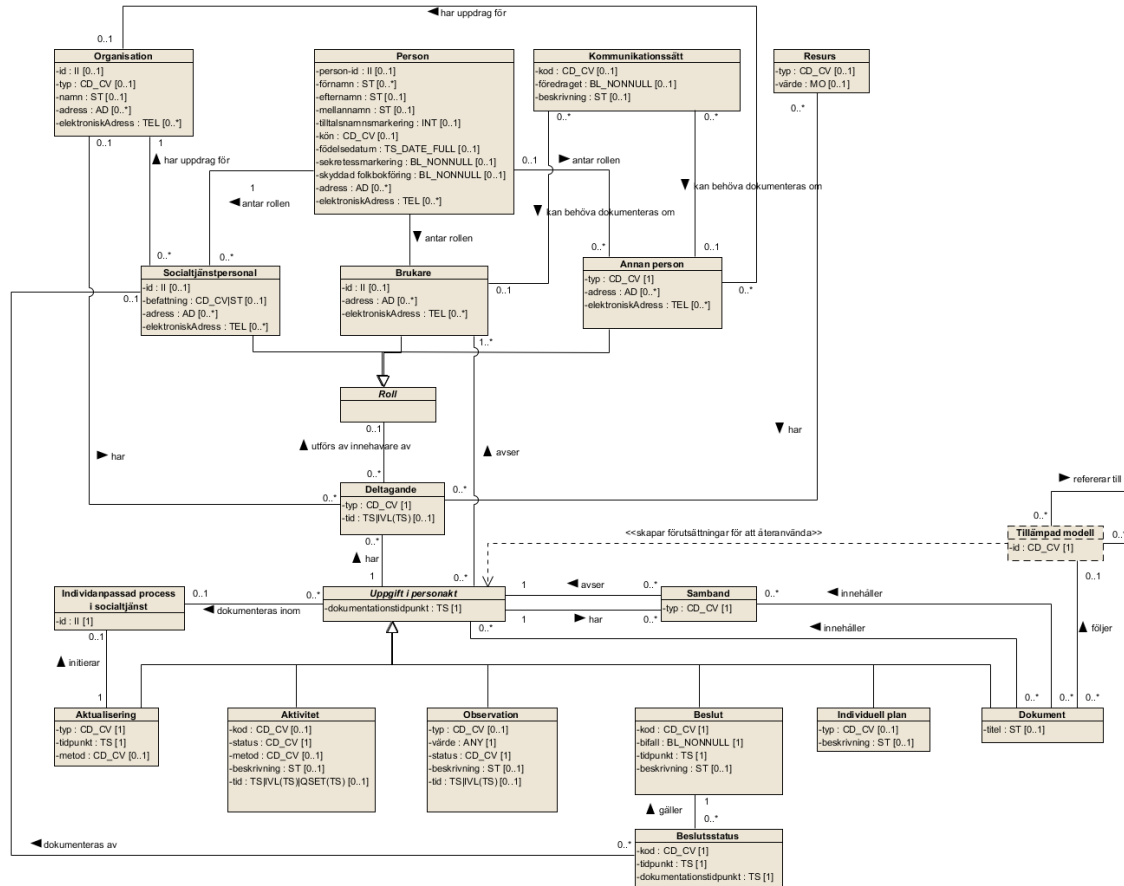 har uppdrag för
0..1
Organisation
-id : II [0..1]
-typ : CD_CV [0..1]
-namn : ST [0..1]
-adress : AD [0..*]
-elektroniskAdress : TEL [0..*]
Person
-person-id : II [0..1]
-förnamn : ST [0..*]
-efternamn : ST [0..1]
-mellannamn : ST [0..1]
-tilltalsnamnsmarkering : INT [0..1]
-kön : CD_CV [0..1]
-födelsedatum : TS_DATE_FULL [0..1]
-sekretessmarkering : BL_NONNULL [0..1]
-skyddad folkbokföring : BL_NONNULL [0..1]
-adress : AD [0..*]
-elektroniskAdress : TEL [0..*]
Kommunikationssätt
-kod : CD_CV [0..1]
-föredraget : BL_NONNULL [0..1]
-beskrivning : ST [0..1]
Resurs
-typ : CD_CV [0..1]
-värde : MO [0..1]
0..*
0..*
0..*
0..1
1
har uppdrag för
0..1
antar rollen
1
antar rollen
kan behöva dokumenteras om
kan behöva dokumenteras om
antar rollen
0..*
0..*
0..*
0..1
Socialtjänstpersonal
-id : II [0..1]
-befattning : CD_CV|ST [0..1]
-adress : AD [0..*]
-elektroniskAdress : TEL [0..*]
0..1
Brukare
-id : II [0..1]
-adress : AD [0..*]
-elektroniskAdress : TEL [0..*]
0..1
Annan person
-typ : CD_CV [1]
-adress : AD [0..*]
-elektroniskAdress : TEL [0..*]
0..*
1..*
Roll
0..1
utförs av innehavare av
har
avser
har
0..*
0..*
Deltagande
-typ : CD_CV [1]
-tid : TS|IVL(TS) [0..1]
0..*
0..*
har
1
0..*
refererar till
0..*
<<skapar förutsättningar för att återanvända>>
Tillämpad modell
-id : CD_CV [1]
0..*
0..1
Individanpassad process
i socialtjänst
-id : II [1]
0..1
dokumenteras inom
0..*
Uppgift i personakt
-dokumentationstidpunkt : TS [1]
1
avser
0..*
1
har
0..*
Samband
-typ : CD_CV [1]
0..*
innehåller
0..*
innehåller
följer
0..1
initierar
1
0..*
0..*
0..*
Aktualisering
-typ : CD_CV [1]
-tidpunkt : TS [1]
-metod : CD_CV [0..1]
Aktivitet
-kod : CD_CV [0..1]
-status : CD_CV [1]
-metod : CD_CV [0..*]
-beskrivning : ST [0..1]
-tid : TS|IVL(TS)|QSET(TS) [0..1]
Observation
-typ : CD_CV [0..1]
-värde : ANY [1]
-status : CD_CV [1]
-beskrivning : ST [0..1]
-tid : TS|IVL(TS) [0..1]
Beslut
-kod : CD_CV [1]
-bifall : BL_NONNULL [1]
-tidpunkt : TS [1]
-beskrivning : ST [0..*]
Individuell plan
-typ : CD_CV [0..1]
-beskrivning : ST [0..1]
Dokument
-titel : ST [0..1]
gäller
1
0..*
dokumenteras av
0..*
Beslutsstatus
-kod : CD_CV [1]
-tidpunkt : TS [1]
-dokumentationstidpunkt : TS [1]